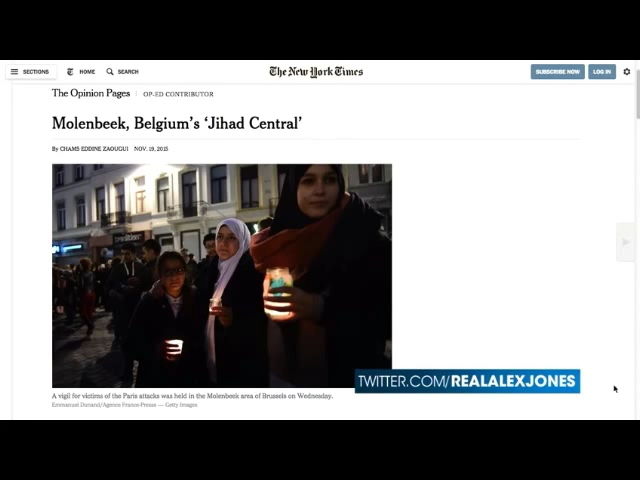 SECTIONS HOME SEARCH The New York Times SUBSCRIBE NOW LOG IN
The Opinion Pages | OP-ED CONTRIBUTOR
Molenbeek, Belgium's 'Jihad Central'
By CHAMS EDDINE ZAOUGUI NOV. 19, 2015
TWITTER.COM/REALALEXJONES
A vigil for victims of the Paris attacks was held in the Molenbeek area of Brussels on Wednesday.
Emmanuel Dunand/Agence France-Presse — Getty Images